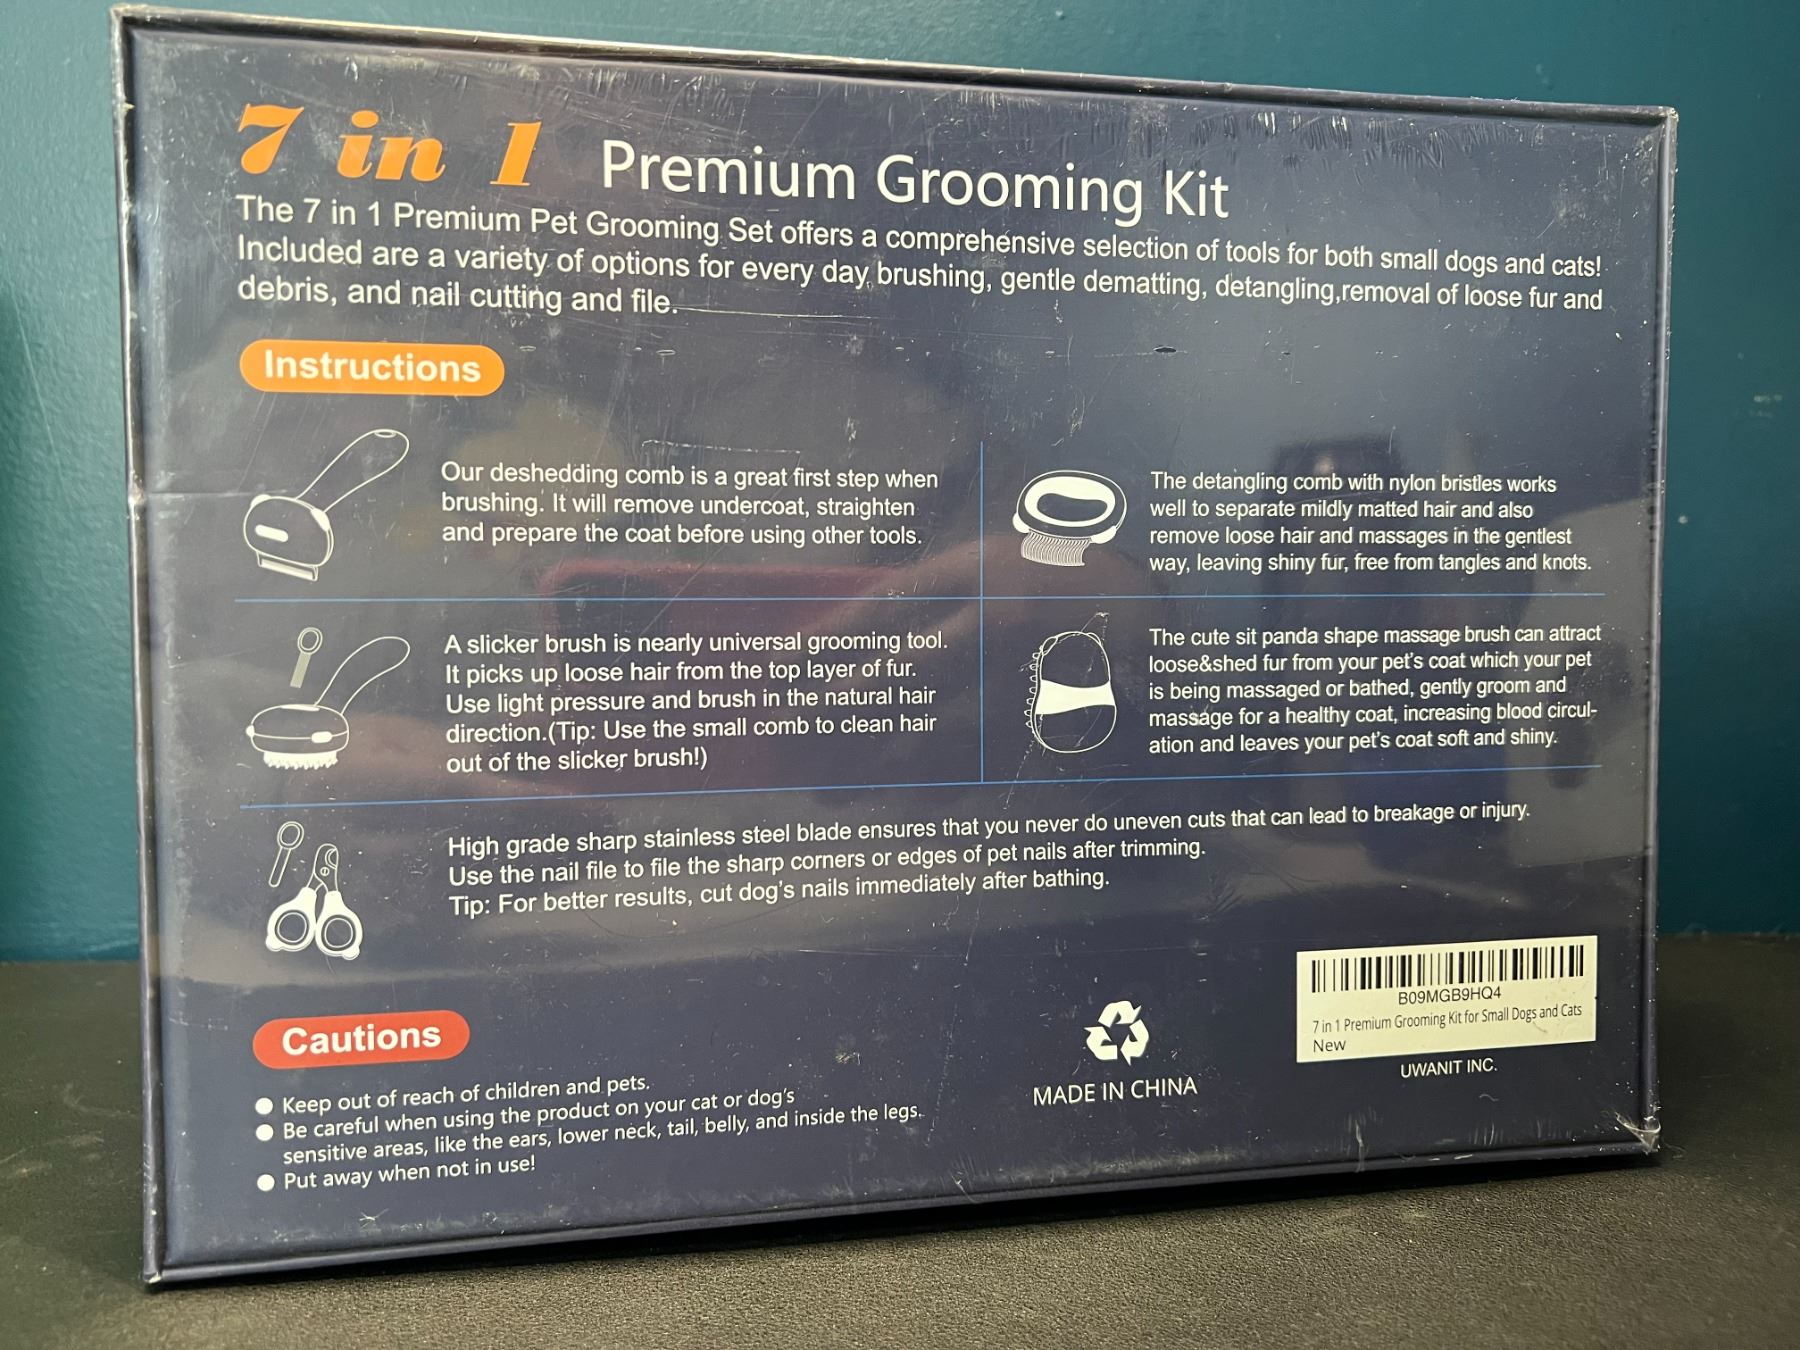 7 in 1 Premium Grooming Kit
The 7 in 1 Premium Pet Grooming Set offers a comprehensive selection of tools for both small dogs and cats!
Included are a variety of options for every day brushing, gentle dematting, detangling,removal of loose fur and
debris, and nail cutting and file.
Instructions
Our deshedding comb is a great first step when
brushing. It will remove undercoat, straighten
and prepare the coat before using other tools.
The detangling comb with nylon bristles works
well to separate mildly matted hair and also
remove loose hair and massages in the gentlest
way, leaving shiny fur, free from tangles and knots.
A slicker brush is nearly universal grooming tool.
It picks up loose hair from the top layer of fur.
Use light pressure and brush in the natural hair
direction.(Tip: Use the small comb to clean hair
out of the slicker brush!)
The cute sit panda shape massage brush can attract
loose&shed fur from your pet's coat which your pet
is being massaged or bathed, gently groom and
massage for a healthy coat, increasing blood circul-
ation and leaves your pet's coat soft and shiny.
High grade sharp stainless steel blade ensures that you never do uneven cuts that can lead to breakage or injury.
Use the nail file to file the sharp corners or edges of pet nails after trimming.
Tip: For better results, cut dog's nails immediately after bathing.
Cautions
● Keep out of reach of children and pets.
● Be careful when using the product on your cat or dog's
sensitive areas, like the ears, lower neck, tail, belly, and inside the legs.
● Put away when not in use!
MADE IN CHINA
B09MGB9HQ4
7 in 1 Premium Grooming Kit for Small Dogs and Cats
New
UWANIT INC.